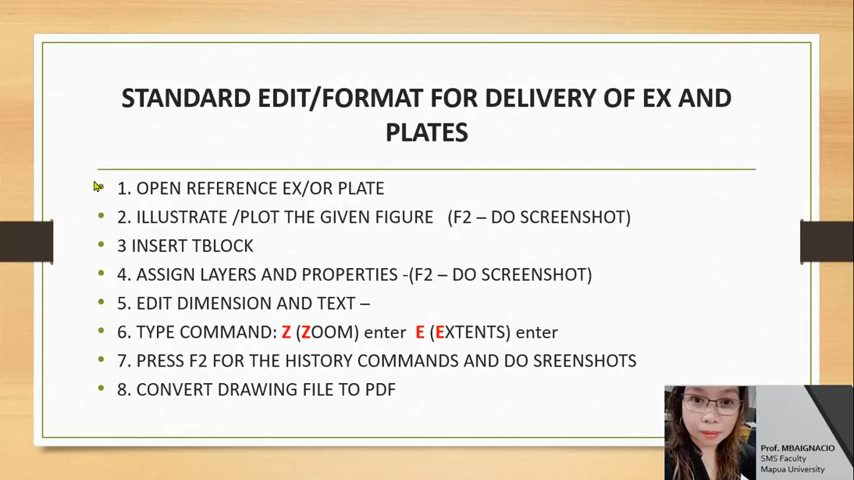 STANDARD EDIT/FORMAT FOR DELIVERY OF EX AND
PLATES
1. OPEN REFERENCE EX/OR PLATE
2. ILLUSTRATE /PLOT THE GIVEN FIGURE (F2 – DO SCREENSHOT)
3 INSERT TBLOCK
4. ASSIGN LAYERS AND PROPERTIES -(F2 – DO SCREENSHOT)
5. EDIT DIMENSION AND TEXT –
6. TYPE COMMAND: Z (ZOOM) enter E (EXTENTS) enter
7. PRESS F2 FOR THE HISTORY COMMANDS AND DO SREENSHOTS
8. CONVERT DRAWING FILE TO PDF
Prof. MBAIGNACIO
SMS Faculty
Mapua University